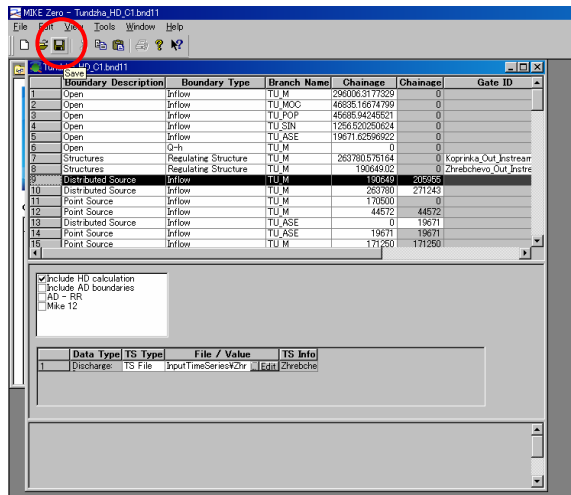 MIKE Zero - Tundzha_HD_C1.bnd11
File Edit View Tools Window Help
Save
Boundary Description Boundary Type Branch Name Chainage Chainage Gate ID
1 Open Inflow TU_M 296006.3177329 0
2 Open Inflow TU_MOC 46835.16674799 0
3 Open Inflow TU_POP 45685.94245521 0
4 Open Inflow TU_SIN 1256.520250624 0
5 Open Inflow TU_ASE 19671.62596922 0
6 Open Q-h TU_M 0 0
7 Structures Regulating Structure TU_M 263780.575164 0 Koprinka_Out_Instream
8 Structures Regulating Structure TU_M 190649.02 0 Zhrebchevo_Out_Instre
9 Distributed Source Inflow TU_M 190649 205955
10 Distributed Source Inflow TU_M 263780 271243
11 Point Source Inflow TU_M 170500 0
12 Point Source Inflow TU_M 44572 44572
13 Distributed Source Inflow TU_ASE 0 19671
14 Point Source Inflow TU_ASE 19671 19671
15 Point Source Inflow TU_M 171250 171250
Include HD calculation
Include AD boundaries
AD - RR
Mike 12
Data Type TS Type File / Value TS Info
1 Discharge: TS File InputTimeSeries¥Zhr ... Edit Zhrebche